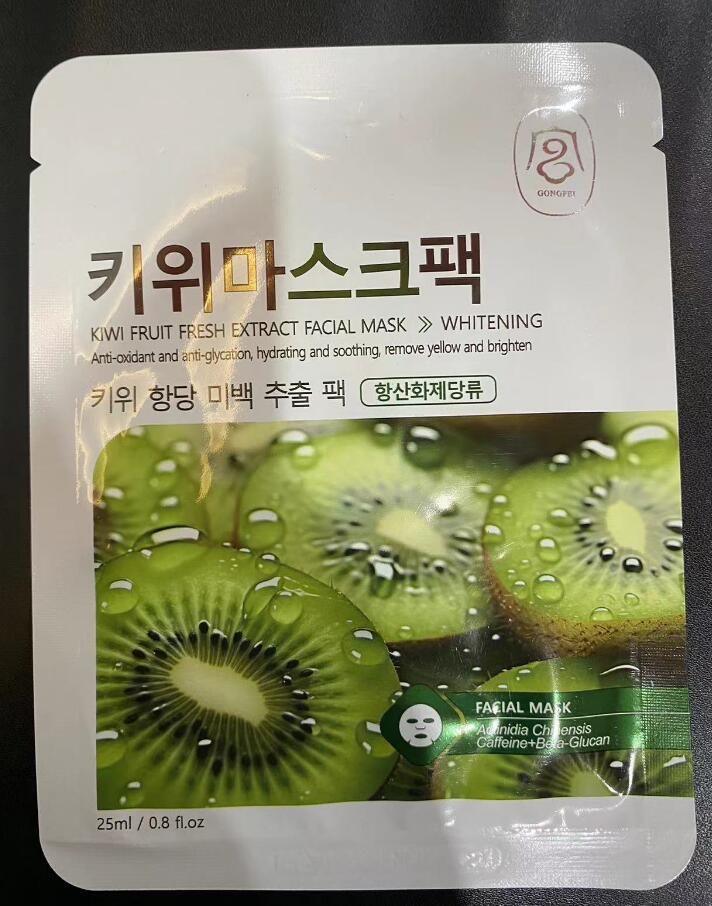 GONGFEI
키위마스크팩
KIWI FRUIT FRESH EXTRACT FACIAL MASK >> WHITENING
Anti-oxidant and anti-glycation, hydrating and soothing, remove yellow and brighten
키위 항당 미백 추출 팩 항산화제당류
FACIAL MASK
Actinidia Chinensis
Caffeine+Beta-Glucan
25ml / 0.8 fl.oz